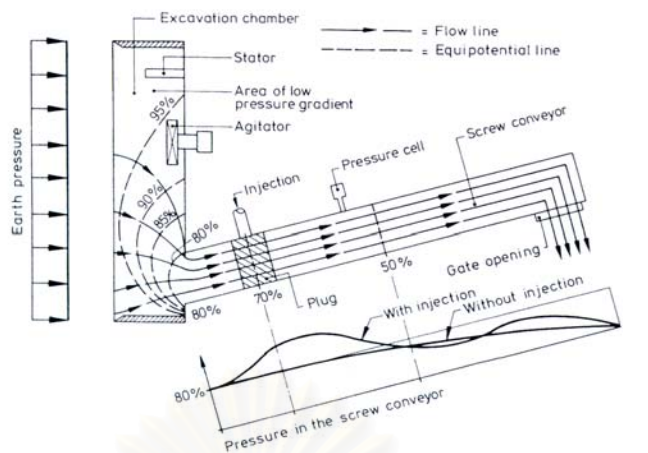 Excavation chamber
= Flow line
= Equipotential line
Stator
Area of low
pressure gradient
95%
Agitator
Screw conveyor
Pressure cell
Earth pressure
Injection
90%
85%
80%
50%
Gate opening
70%
Plug
80%
With injection
Without injection
80%
Pressure in the screw conveyor